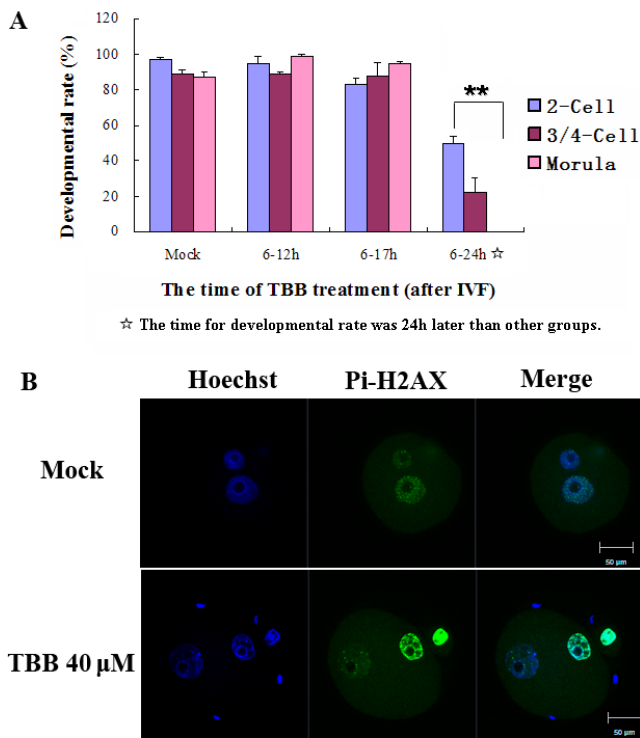 A
Developmental rate (%)
120
100
80
60
40
20
0
**
2-Cell
3/4-Cell
Morula
Mock 6-12h 6-17h 6-24h ☆
The time of TBB treatment (after IVF)
☆ The time for developmental rate was 24h later than other groups.
B
Hoechst Pi-H2AX Merge
Mock
50 µm
TBB 40 µM
50 µm